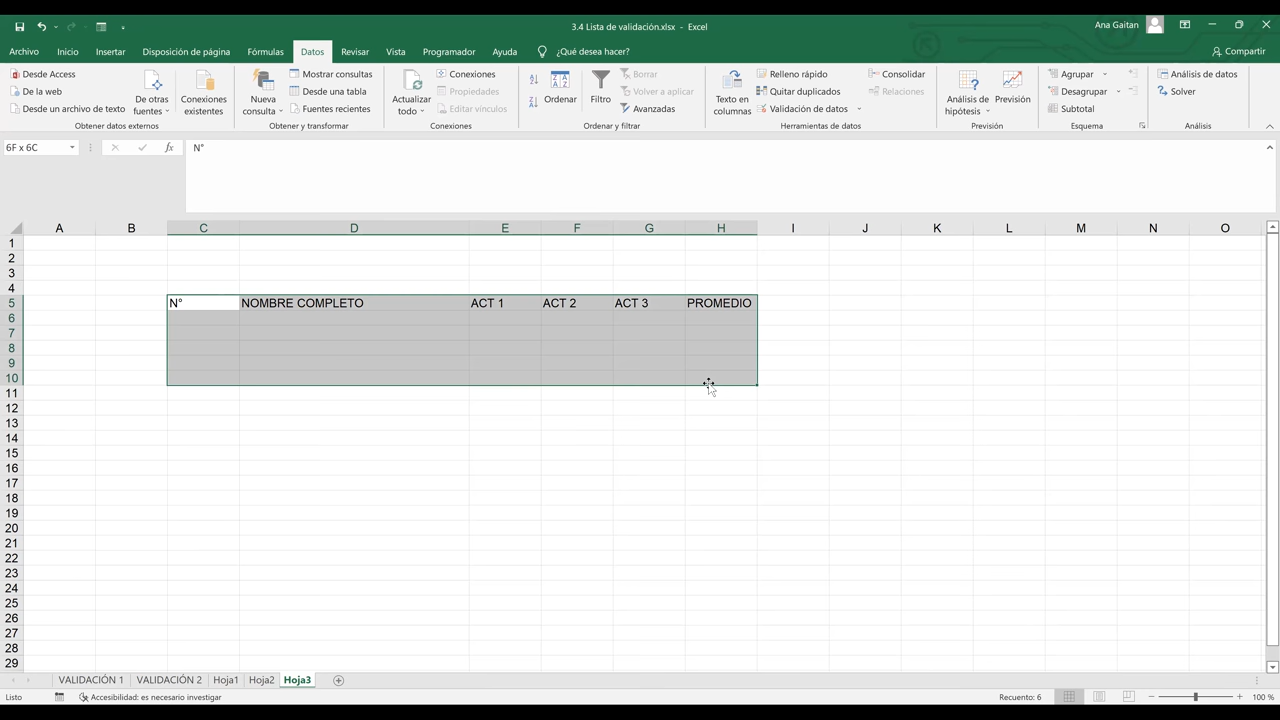 3.4 Lista de validación.xlsx - Excel
Ana Gaitan
Archivo Inicio Insertar Disposición de página Fórmulas Datos Revisar Vista Programador Ayuda ¿Qué desea hacer? Compartir
Desde Access
De la web
Desde un archivo de texto
De otras fuentes
Conexiones existentes
Obtener datos externos
Nueva consulta
Mostrar consultas
Desde una tabla
Fuentes recientes
Obtener y transformar
Actualizar todo
Conexiones
Propiedades
Editar vínculos
Conexiones
Ordenar
Filtro
Borrar
Volver a aplicar
Avanzadas
Ordenar y filtrar
Texto en columnas
Relleno rápido
Quitar duplicados
Validación de datos
Consolidar
Relaciones
Herramientas de datos
Análisis de hipótesis
Previsión
Previsión
Agrupar
Desagrupar
Subtotal
Esquema
Análisis de datos
Solver
Análisis
6F x 6C fx N°
A B C D E F G H I J K L M N O
1
2
3
4
5 N° NOMBRE COMPLETO ACT 1 ACT 2 ACT 3 PROMEDIO
6
7
8
9
10
11
12
13
14
15
16
17
18
19
20
21
22
23
24
25
26
27
28
29
VALIDACIÓN 1 VALIDACIÓN 2 Hoja1 Hoja2 Hoja3
Listo Accesibilidad: es necesario investigar Recuento: 6 100 %